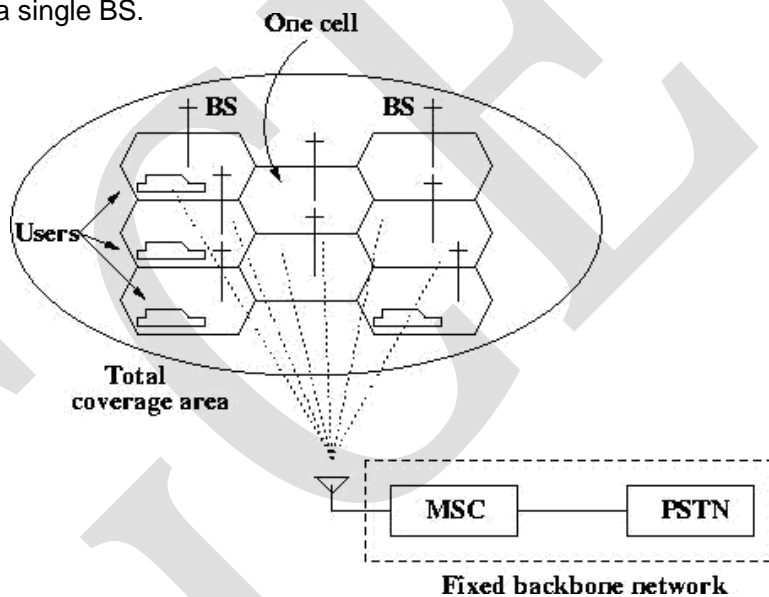 a single BS.
One cell
BS
BS
Users
Total
coverage area
MSC
PSTN
Fixed backbone network